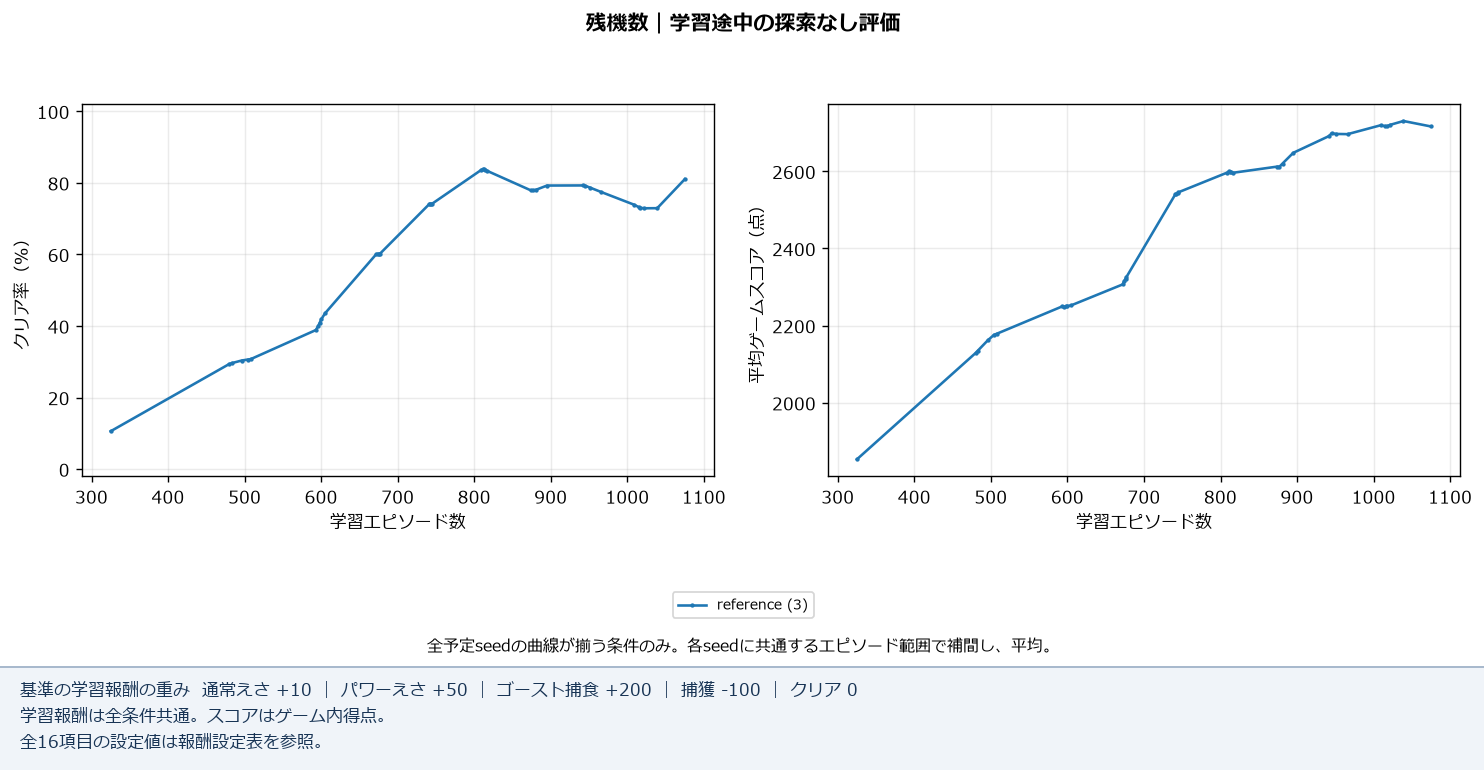 残機数｜学習途中の探索なし評価
クリア率（%）
100
80
60
40
20
0
300 400 500 600 700 800 900 1000 1100
学習エピソード数
平均ゲームスコア（点）
2600
2400
2200
2000
300 400 500 600 700 800 900 1000 1100
学習エピソード数
reference (3)
全予定seedの曲線が揃う条件のみ。各seedに共通するエピソード範囲で補間し、平均。
基準の学習報酬の重み 通常えさ +10 ｜ パワーえさ +50 ｜ ゴースト捕食 +200 ｜ 捕獲 -100 ｜ クリア 0
学習報酬は全条件共通。スコアはゲーム内得点。
全16項目の設定値は報酬設定表を参照。